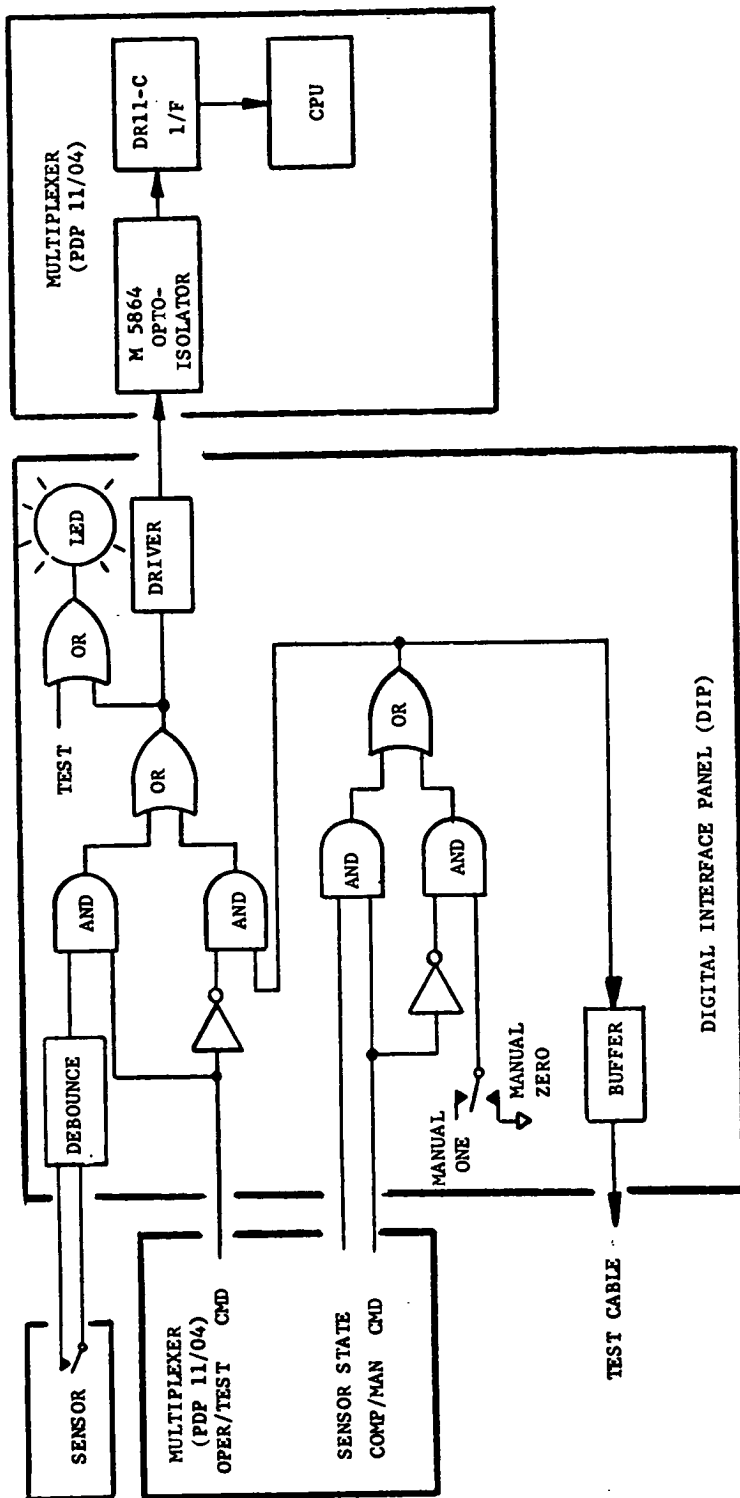 SENSOR
DEBOUNCE
AND
OR
TEST
OR
LED
DRIVER
AND
MULTIPLEXER
(PDP 11/04)
M 5864
OPTO-
ISOLATOR
DR11-C
1/F
CPU
MULTIPLEXER
(PDP 11/04)
OPER/TEST CMD
SENSOR STATE
COMP/MAN CMD
AND
OR
AND
MANUAL
ONE
MANUAL
ZERO
BUFFER
TEST CABLE
DIGITAL INTERFACE PANEL (DIP)